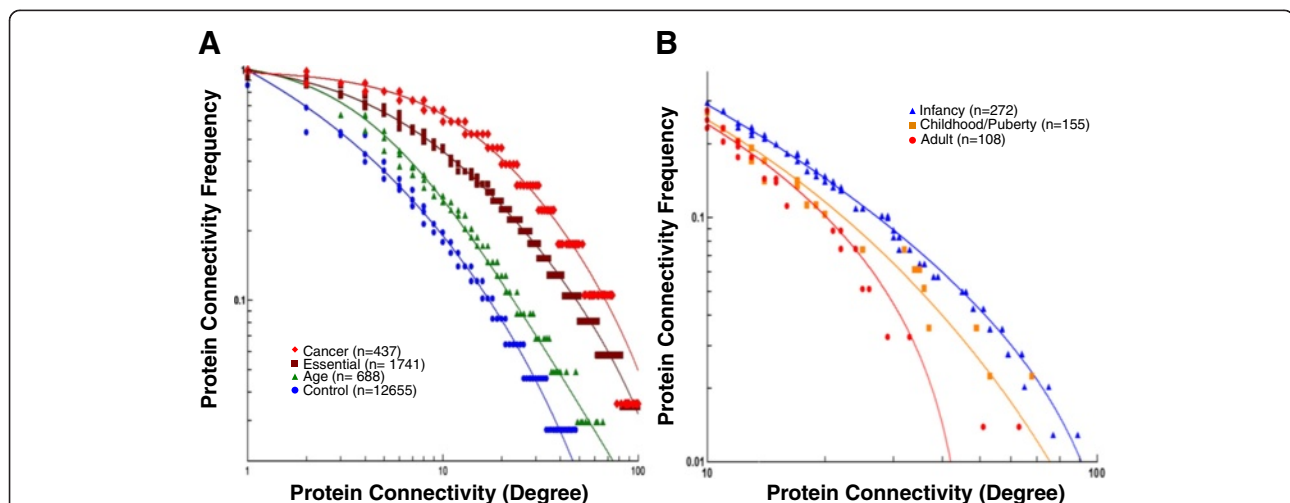 A
Protein Connectivity Frequency
1
0.1
Cancer (n=437)
Essential (n= 1741)
Age (n= 688)
Control (n=12655)
1
10
100
Protein Connectivity (Degree)
B
Protein Connectivity Frequency
0.1
0.01
Infancy (n=272)
Childhood/Puberty (n=155)
Adult (n=108)
10
100
Protein Connectivity (Degree)